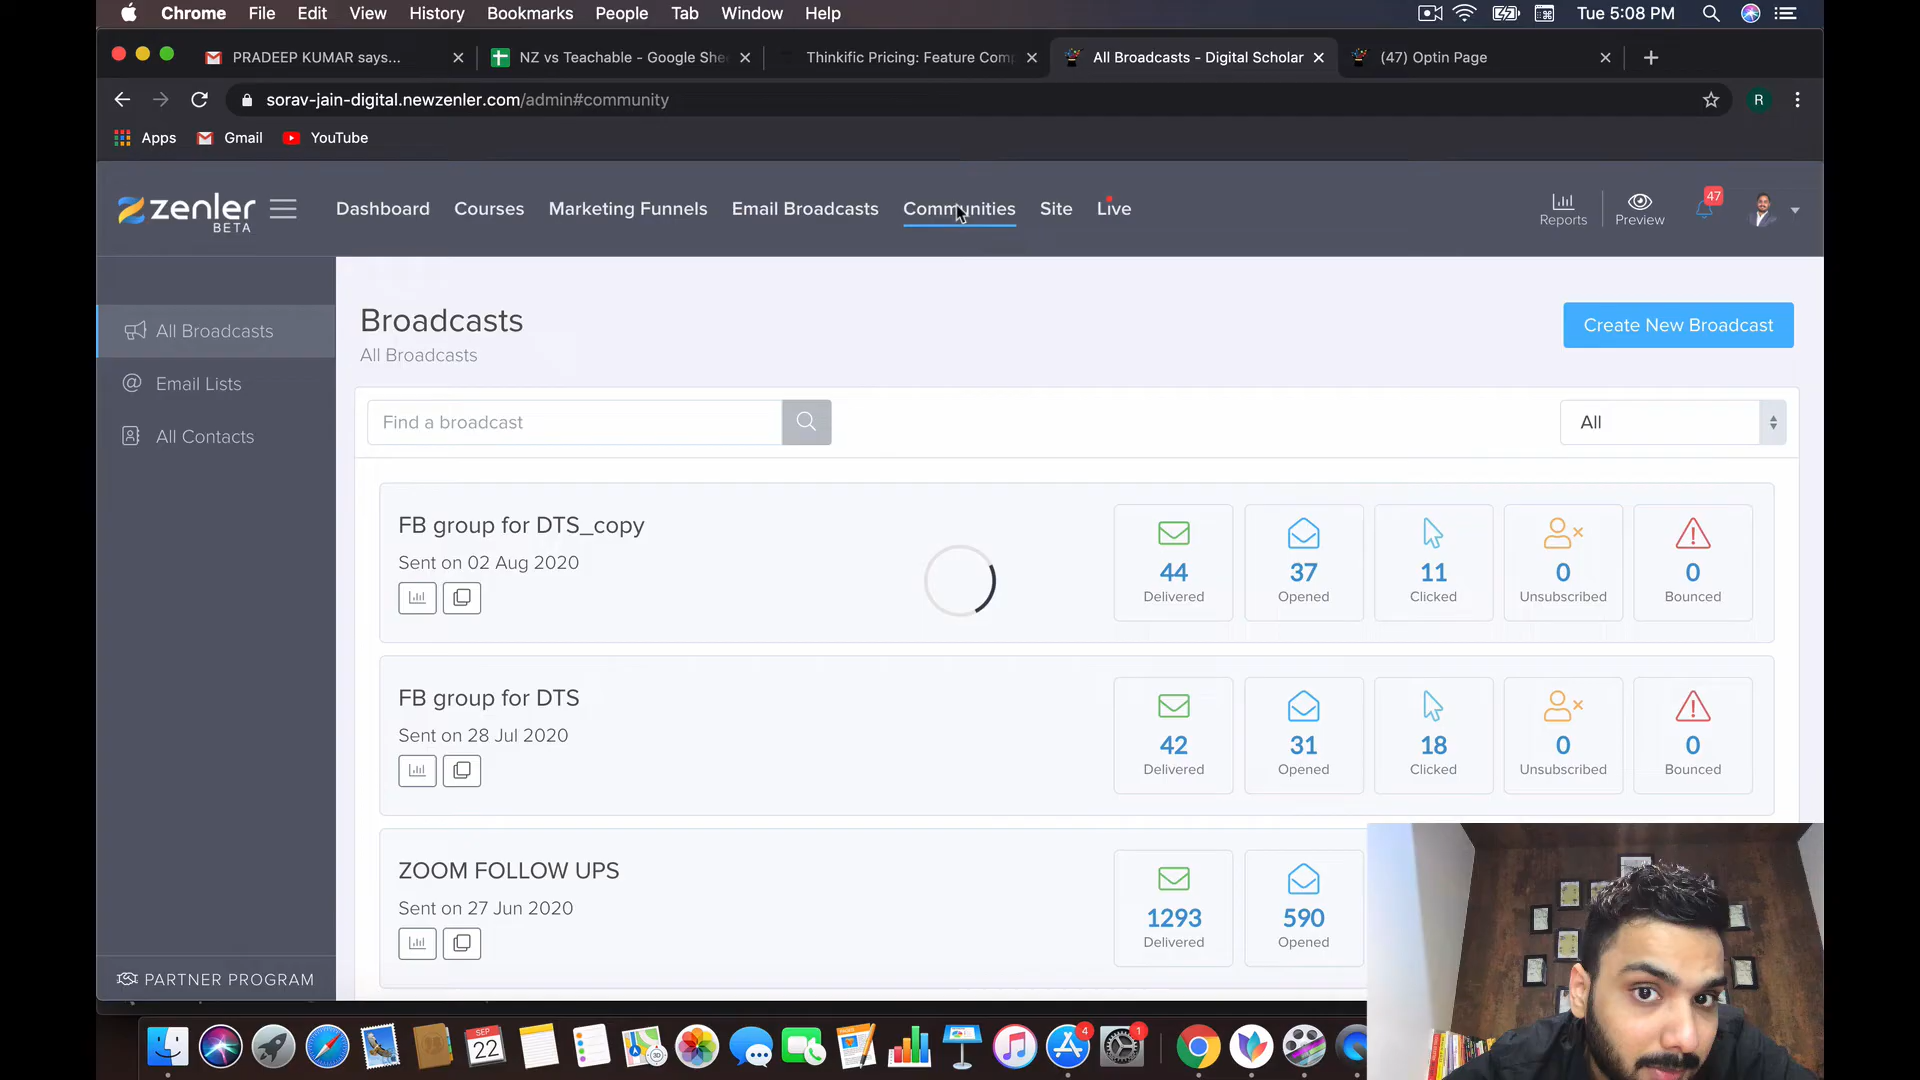 Chrome File Edit View History Bookmarks People Tab Window Help Tue 5:08 PM
PRADEEP KUMAR says... NZ vs Teachable - Google She Thinkific Pricing: Feature Comp All Broadcasts - Digital Scholar (47) Optin Page
sorav-jain-digital.newzenler.com/admin#community R
Apps Gmail YouTube
zenler BETA Dashboard Courses Marketing Funnels Email Broadcasts Communities Site Live Reports Preview 47
All Broadcasts
Email Lists
All Contacts
PARTNER PROGRAM
Broadcasts
All Broadcasts
Create New Broadcast
Find a broadcast All
FB group for DTS_copy
Sent on 02 Aug 2020
44 37 11 0 0
Delivered Opened Clicked Unsubscribed Bounced
FB group for DTS
Sent on 28 Jul 2020
42 31 18 0 0
Delivered Opened Clicked Unsubscribed Bounced
ZOOM FOLLOW UPS
Sent on 27 Jun 2020
1293 590
Delivered Opened
SEP 22 3D 4 1